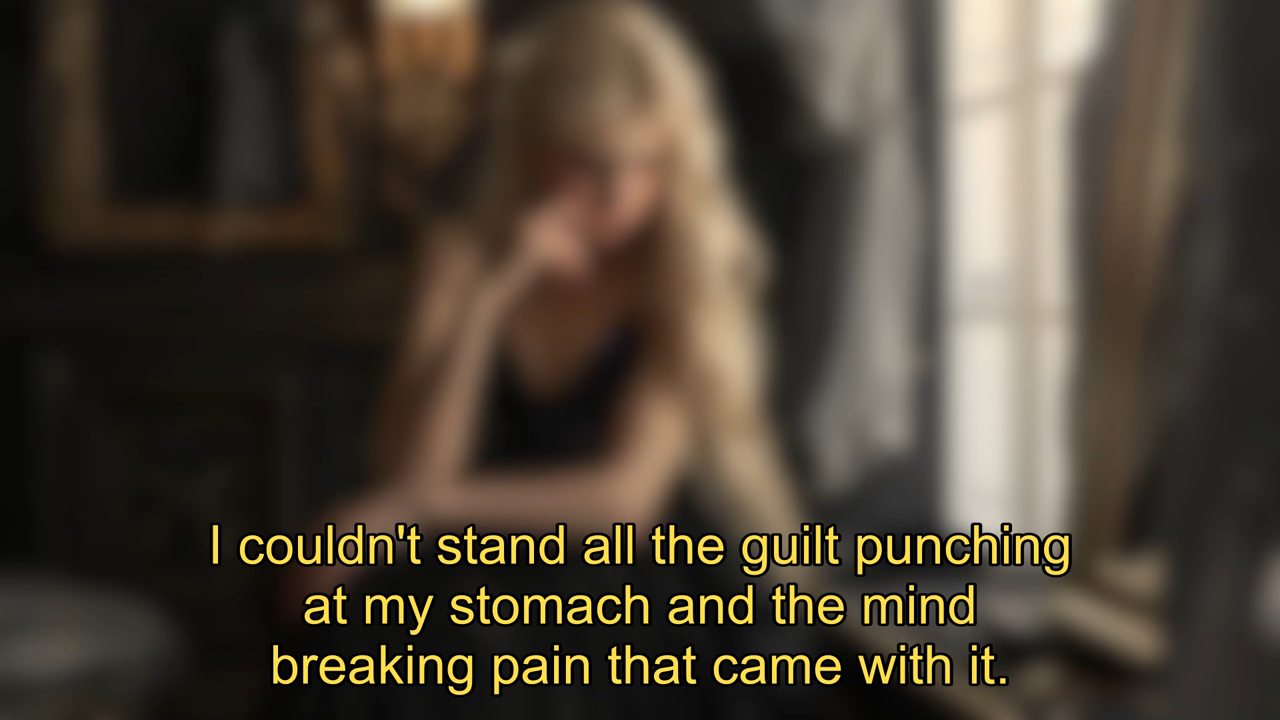 I couldn't stand all the guilt punching
at my stomach and the mind
breaking pain that came with it.